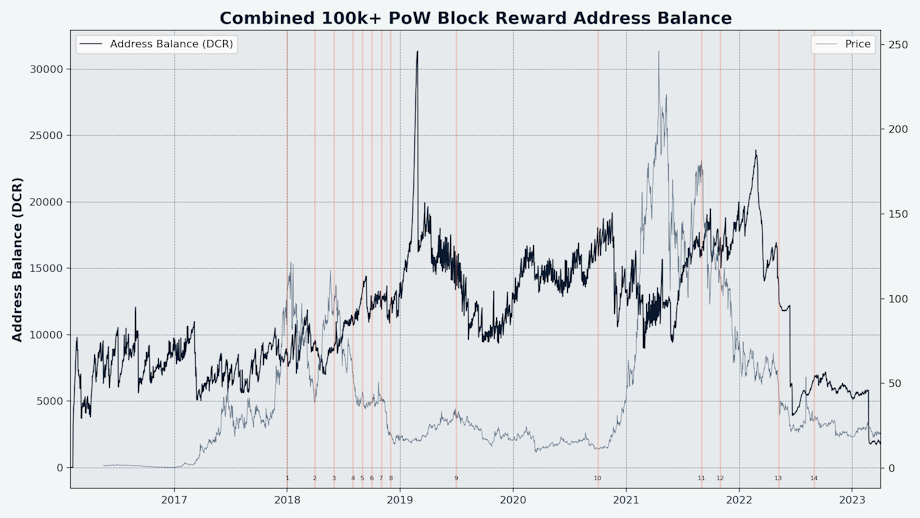 Combined 100k+ PoW Block Reward Address Balance
Address Balance (DCR)
Price
Address Balance (DCR)
30000
25000
20000
15000
10000
5000
0
250
200
150
100
50
0
1 2 3 4 5 6 7 8 9 10 11 12 13 14
2017 2018 2019 2020 2021 2022 2023